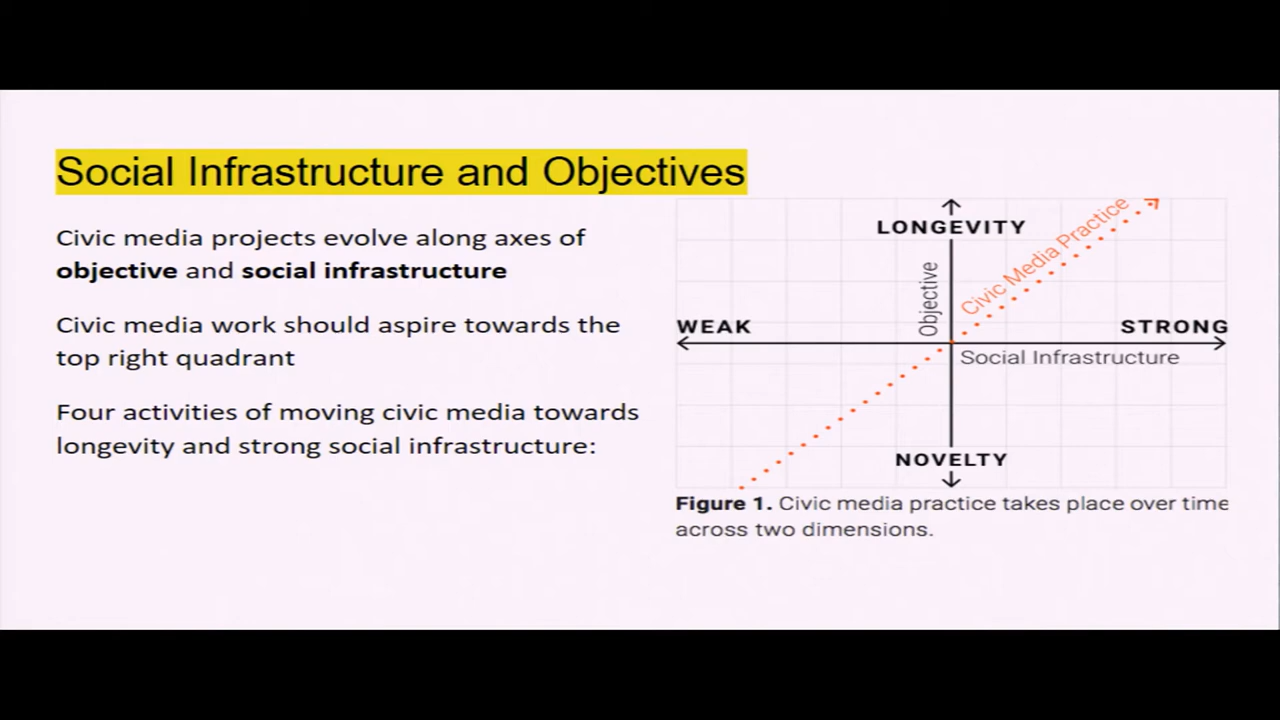 Social Infrastructure and Objectives
Civic media projects evolve along axes of
objective and social infrastructure
Civic media work should aspire towards the
top right quadrant
Four activities of moving civic media towards
longevity and strong social infrastructure:
LONGEVITY
Civic Media Practice
Objective
WEAK
STRONG
Social Infrastructure
NOVELTY
Figure 1. Civic media practice takes place over time
across two dimensions.